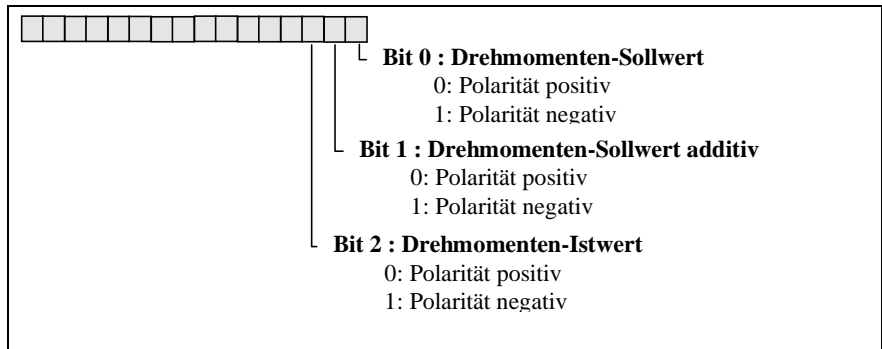 Bit 0 : Drehmomenten-Sollwert
0: Polarität positiv
1: Polarität negativ
Bit 1 : Drehmomenten-Sollwert additiv
0: Polarität positiv
1: Polarität negativ
Bit 2 : Drehmomenten-Istwert
0: Polarität positiv
1: Polarität negativ